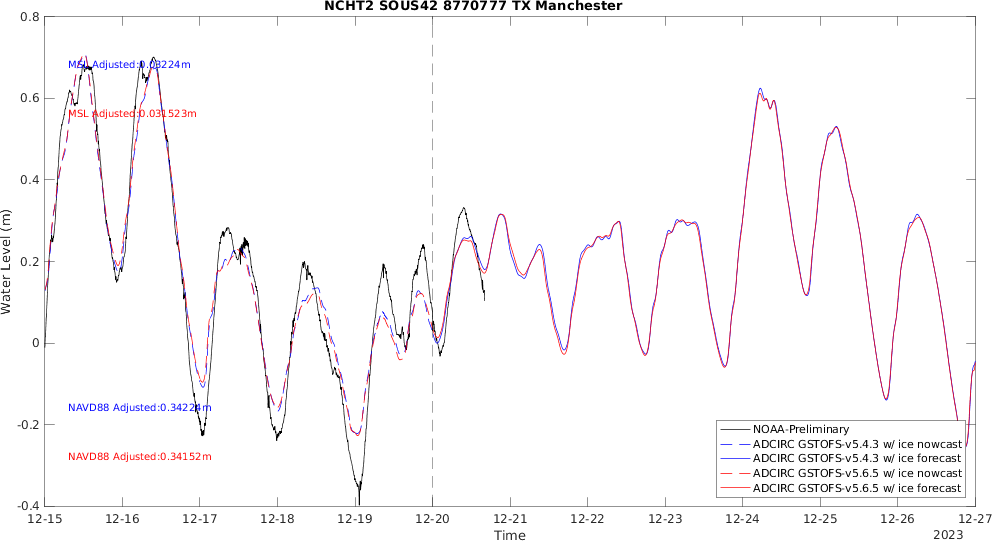 NCHT2 SOUS42 8770777 TX Manchester
0.8
0.6
0.4
0.2
0
-0.2
-0.4
Water Level (m)
MSL Adjusted:0.03224m
MSL Adjusted:0.031523m
NAVD88 Adjusted:0.34224m
NAVD88 Adjusted:0.34152m
NOAA-Preliminary
ADCIRC GSTOFS-v5.4.3 w/ ice nowcast
ADCIRC GSTOFS-v5.4.3 w/ ice forecast
ADCIRC GSTOFS-v5.6.5 w/ ice nowcast
ADCIRC GSTOFS-v5.6.5 w/ ice forecast
12-15 12-16 12-17 12-18 12-19 12-20 12-21 12-22 12-23 12-24 12-25 12-26 12-27
Time
2023